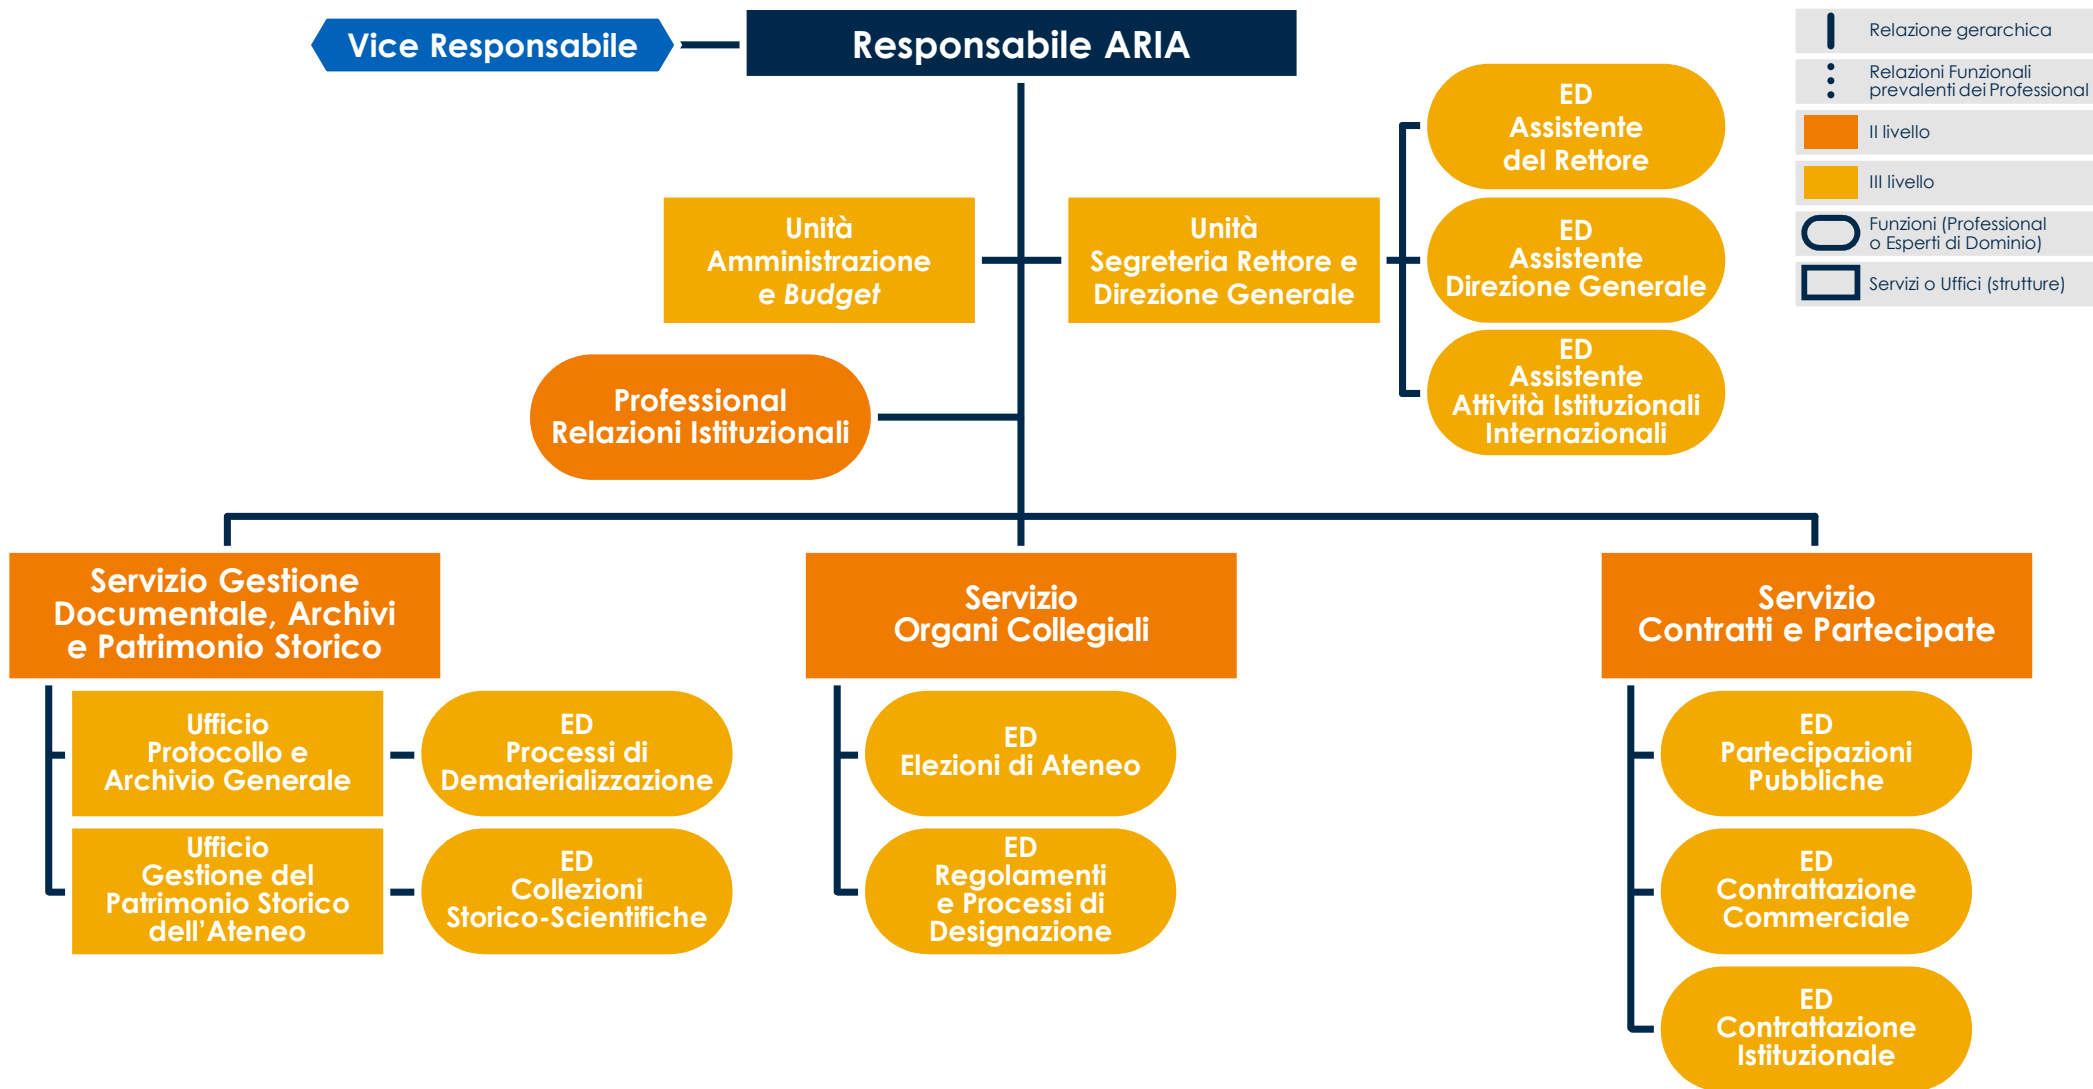 Vice Responsabile
Responsabile ARIA
Relazione gerarchica
Relazioni Funzionali
prevalenti dei Professional
II livello
III livello
Funzioni (Professional
o Esperti di Dominio)
Servizi o Uffici (strutture)
ED
Assistente
del Rettore
Unità
Amministrazione
e Budget
Unità
Segreteria Rettore e
Direzione Generale
ED
Assistente
Direzione Generale
ED
Assistente
Attività Istituzionali
Internazionali
Professional
Relazioni Istituzionali
Servizio Gestione
Documentale, Archivi
e Patrimonio Storico
Servizio
Organi Collegiali
Servizio
Contratti e Partecipate
Ufficio
Protocollo e
Archivio Generale
ED
Processi di
Dematerializzazione
Ufficio
Gestione del
Patrimonio Storico
dell'Ateneo
ED
Collezioni
Storico-Scientifiche
ED
Elezioni di Ateneo
ED
Regolamenti
e Processi di
Designazione
ED
Partecipazioni
Pubbliche
ED
Contrattazione
Commerciale
ED
Contrattazione
Istituzionale